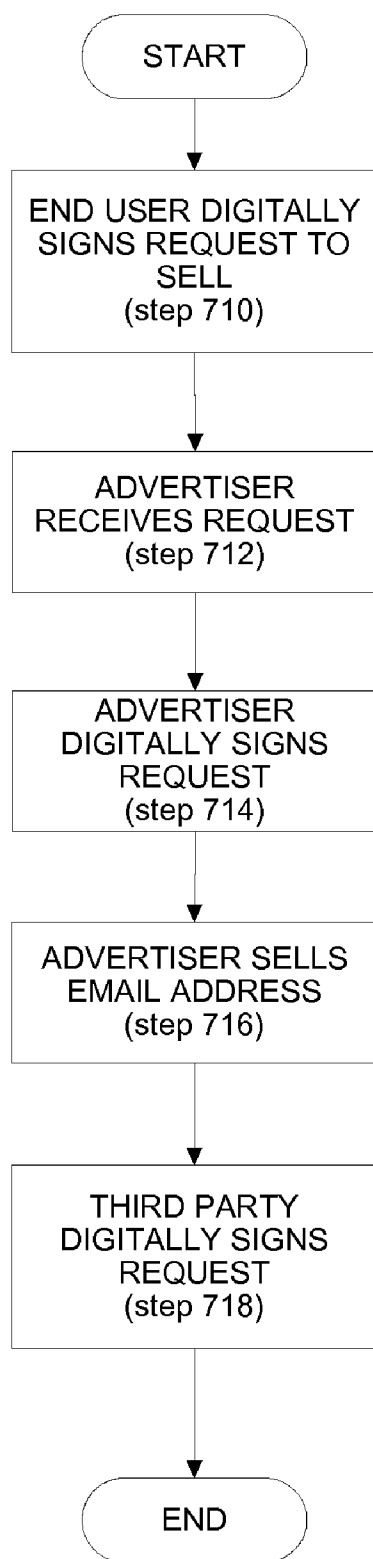 START
END USER DIGITALLY
SIGNS REQUEST TO
SELL
(step 710)
ADVERTISER
RECEIVES REQUEST
(step 712)
ADVERTISER
DIGITALLY SIGNS
REQUEST
(step 714)
ADVERTISER SELLS
EMAIL ADDRESS
(step 716)
THIRD PARTY
DIGITALLY SIGNS
REQUEST
(step 718)
END